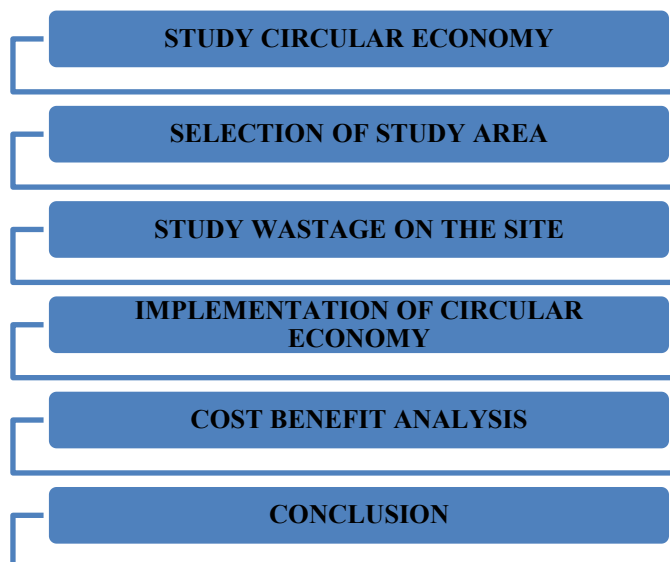 STUDY CIRCULAR ECONOMY
SELECTION OF STUDY AREA
STUDY WASTAGE ON THE SITE
IMPLEMENTATION OF CIRCULAR
ECONOMY
COST BENEFIT ANALYSIS
CONCLUSION